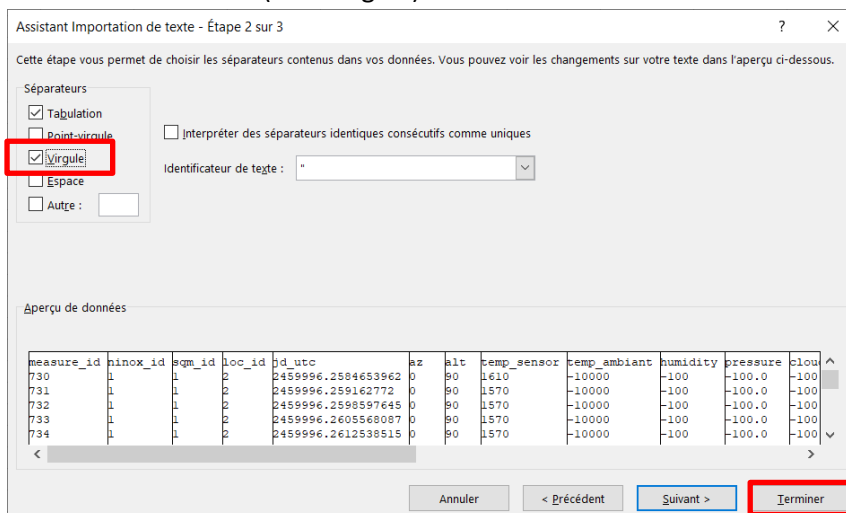 Assistant Importation de texte - Étape 2 sur 3 ? ×
Cette étape vous permet de choisir les séparateurs contenus dans vos données. Vous pouvez voir les changements sur votre texte dans l'aperçu ci-dessous.
Séparateurs
Tabulation
Point-virgule
Interpréter des séparateurs identiques consécutifs comme uniques
Virgule
Identificateur de texte : "
Espace
Autre :
Aperçu de données
measure_id ninox_id sqm_id loc_id jd_utc az alt temp_sensor temp_ambiant humidity pressure clou
730 1 1 2 2459996.2584653962 0 90 1610 -10000 -100 -100.0 -100
731 1 1 2 2459996.259162772 0 90 1570 -10000 -100 -100.0 -100
732 1 1 2 2459996.2598597645 0 90 1570 -10000 -100 -100.0 -100
733 1 1 2 2459996.2605568087 0 90 1570 -10000 -100 -100.0 -100
734 1 1 2 2459996.2612538515 0 90 1570 -10000 -100 -100.0 -100
Annuler < Précédent Suivant > Terminer